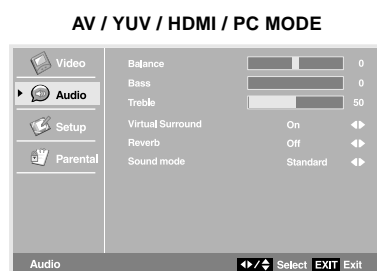 AV / YUV / HDMI / PC MODE
Video
Audio
Setup
Parental
Balance 0
Bass 0
Treble 50
Virtual Surround On
Reverb Off
Sound mode Standard
Audio
Select EXIT Exit